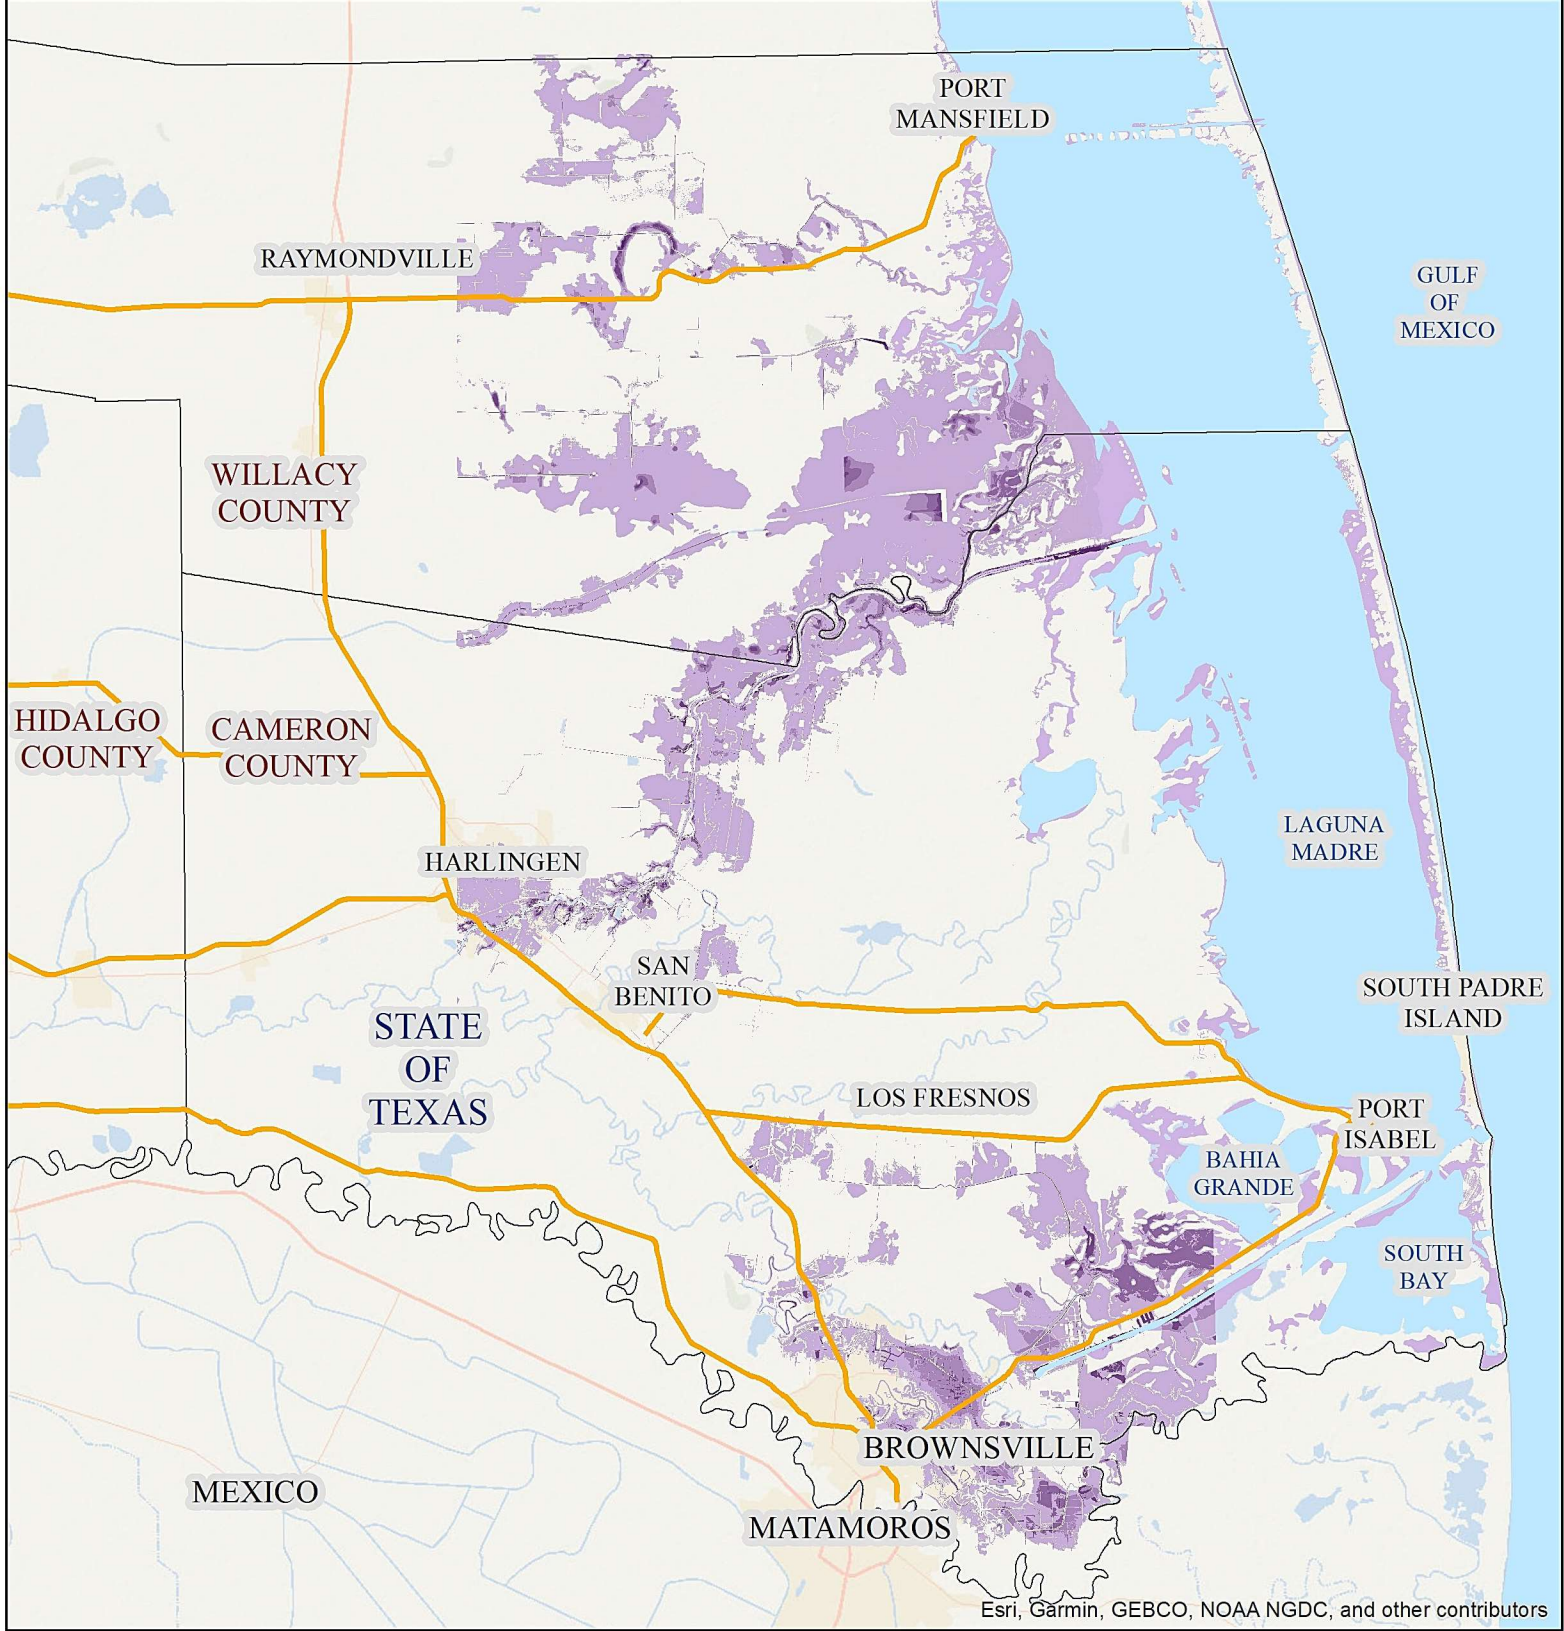 PORT
MANSFIELD
RAYMONDVILLE
GULF
OF
MEXICO
WILLACY
COUNTY
HIDALGO
COUNTY
CAMERON
COUNTY
LAGUNA
MADRE
HARLINGEN
SAN
BENITO
SOUTH PADRE
ISLAND
STATE
OF
TEXAS
LOS FRESNOS
PORT
ISABEL
BAHIA
GRANDE
SOUTH
BAY
BROWNSVILLE
MEXICO
MATAMOROS
Esri, Garmin, GEBCO, NOAA NGDC, and other contributors